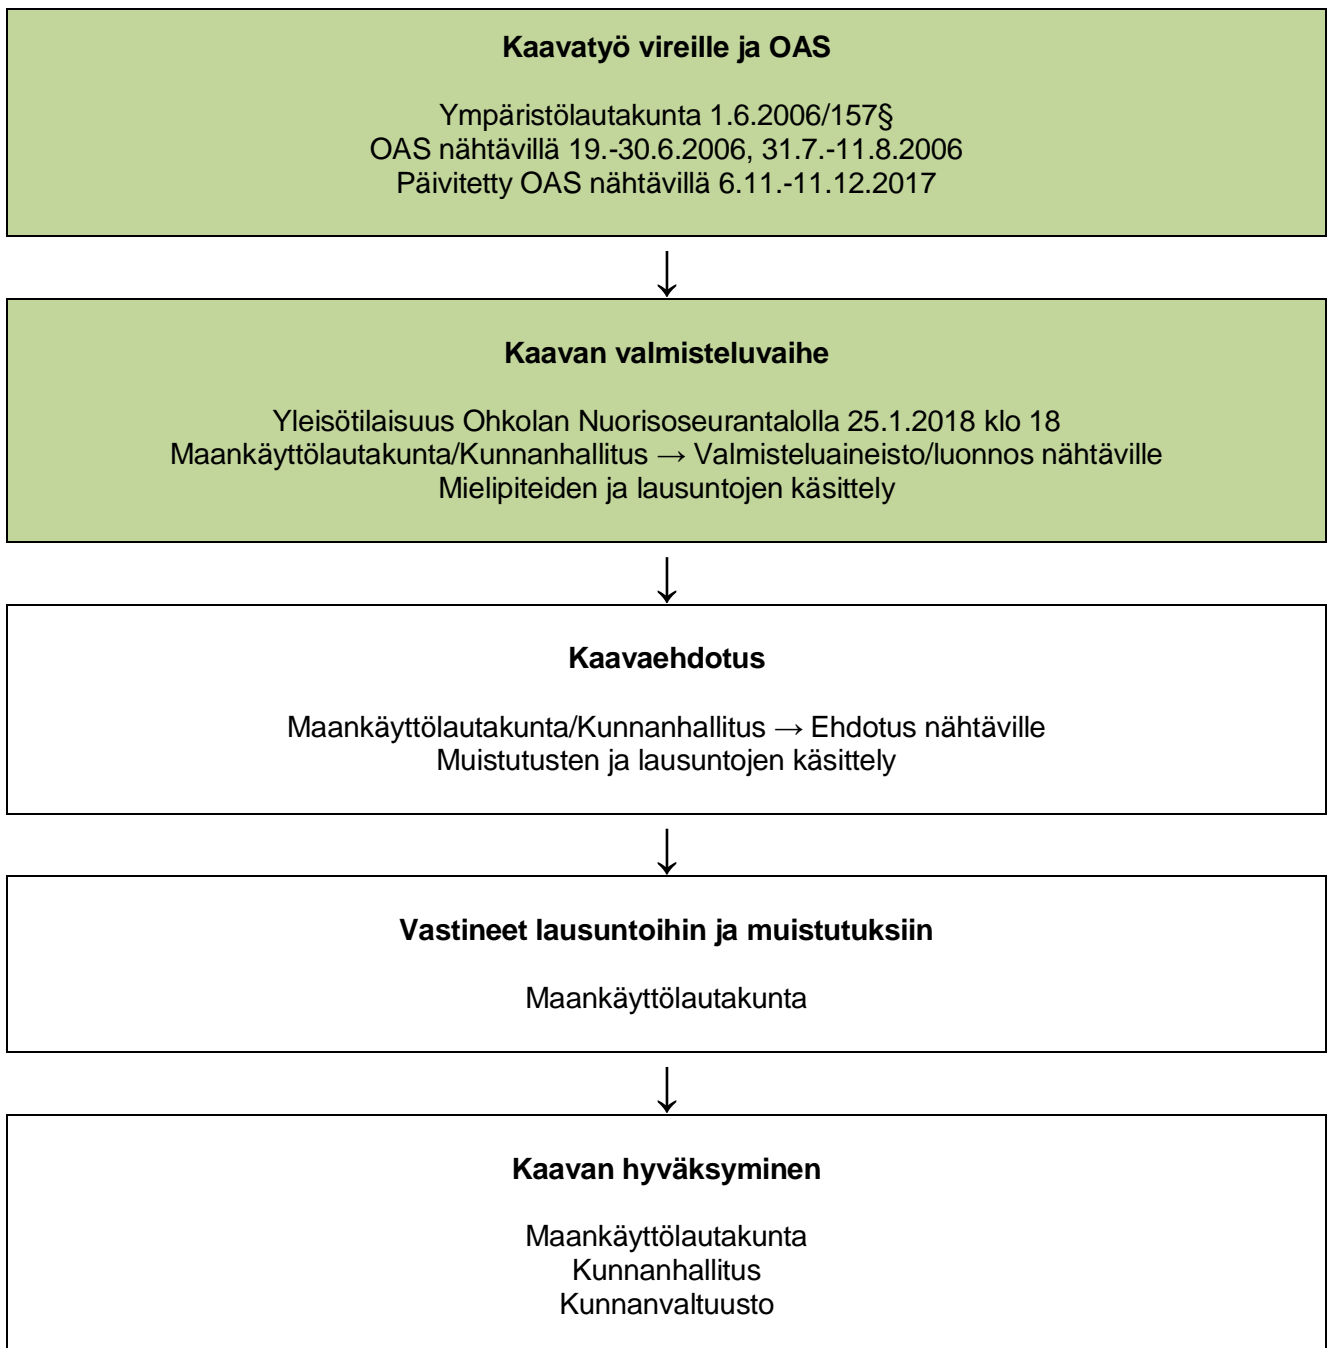 Kaavatyö vireille ja OAS
Ympäristölautakunta 1.6.2006/157§
OAS nähtävillä 19.-30.6.2006, 31.7.-11.8.2006
Päivitetty OAS nähtävillä 6.11.-11.12.2017
↓
Kaavan valmisteluvaihe
Yleisötilaisuus Ohkolan Nuorisoseurantalolla 25.1.2018 klo 18
Maankäyttölautakunta/Kunnanhallitus → Valmisteluaineisto/luonnos nähtäville
Mielipiteiden ja lausuntojen käsittely
↓
Kaavaehdotus
Maankäyttölautakunta/Kunnanhallitus → Ehdotus nähtäville
Muistutusten ja lausuntojen käsittely
↓
Vastineet lausuntoihin ja muistutuksiin
Maankäyttölautakunta
↓
Kaavan hyväksyminen
Maankäyttölautakunta
Kunnanhallitus
Kunnanvaltuusto